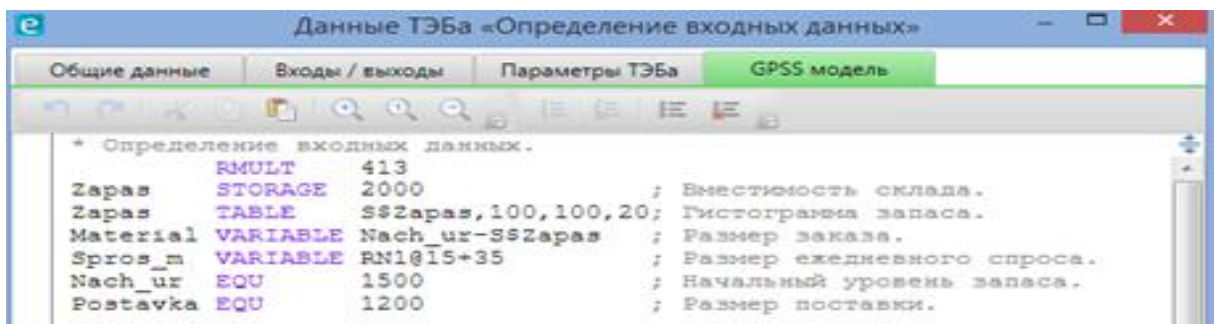 e Данные ТЭБа «Определение входных данных»
Общие данные Входы / выходы Параметры ТЭБа GPSS модель
* Определение входных данных.
RMULT 413
Zapas STORAGE 2000 ; Вместимость склада.
Zapas TABLE S$Zapas,100,100,20; Гистограмма запаса.
Material VARIABLE Nach_ur-S$Zapas ; Размер заказа.
Spros_m VARIABLE RN1@15+35 ; Размер ежедневного спроса.
Nach_ur EQU 1500 ; Начальный уровень запаса.
Postavka EQU 1200 ; Размер поставки.